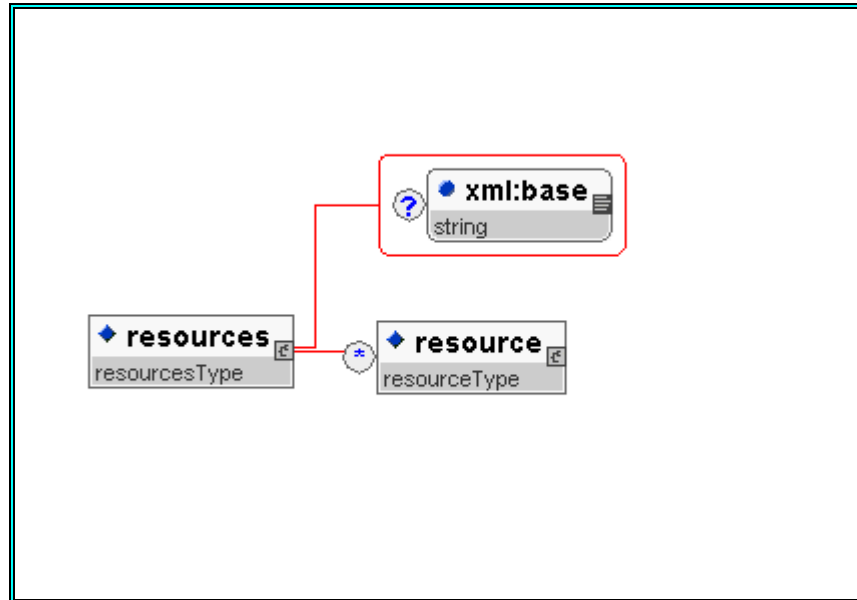 ?
xml:base
string
resources
resourcesType
*
resource
resourceType